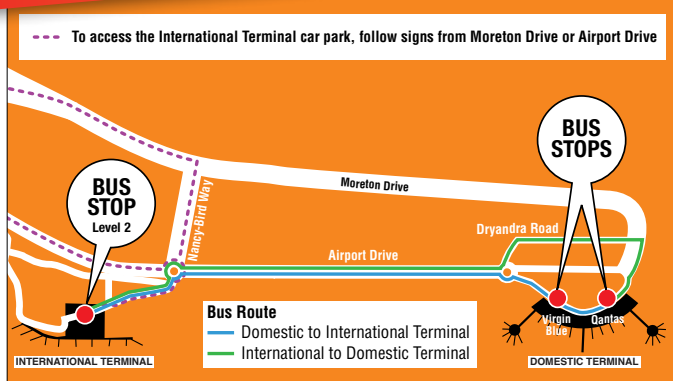 To access the International Terminal car park, follow signs from Moreton Drive or Airport Drive
BUS
STOPS
BUS
STOP
Level 2
Moreton Drive
Nancy-Bird Way
Dryandra Road
Airport Drive
Bus Route
Domestic to International Terminal
International to Domestic Terminal
Virgin
Blue
Qantas
INTERNATIONAL TERMINAL
DOMESTIC TERMINAL